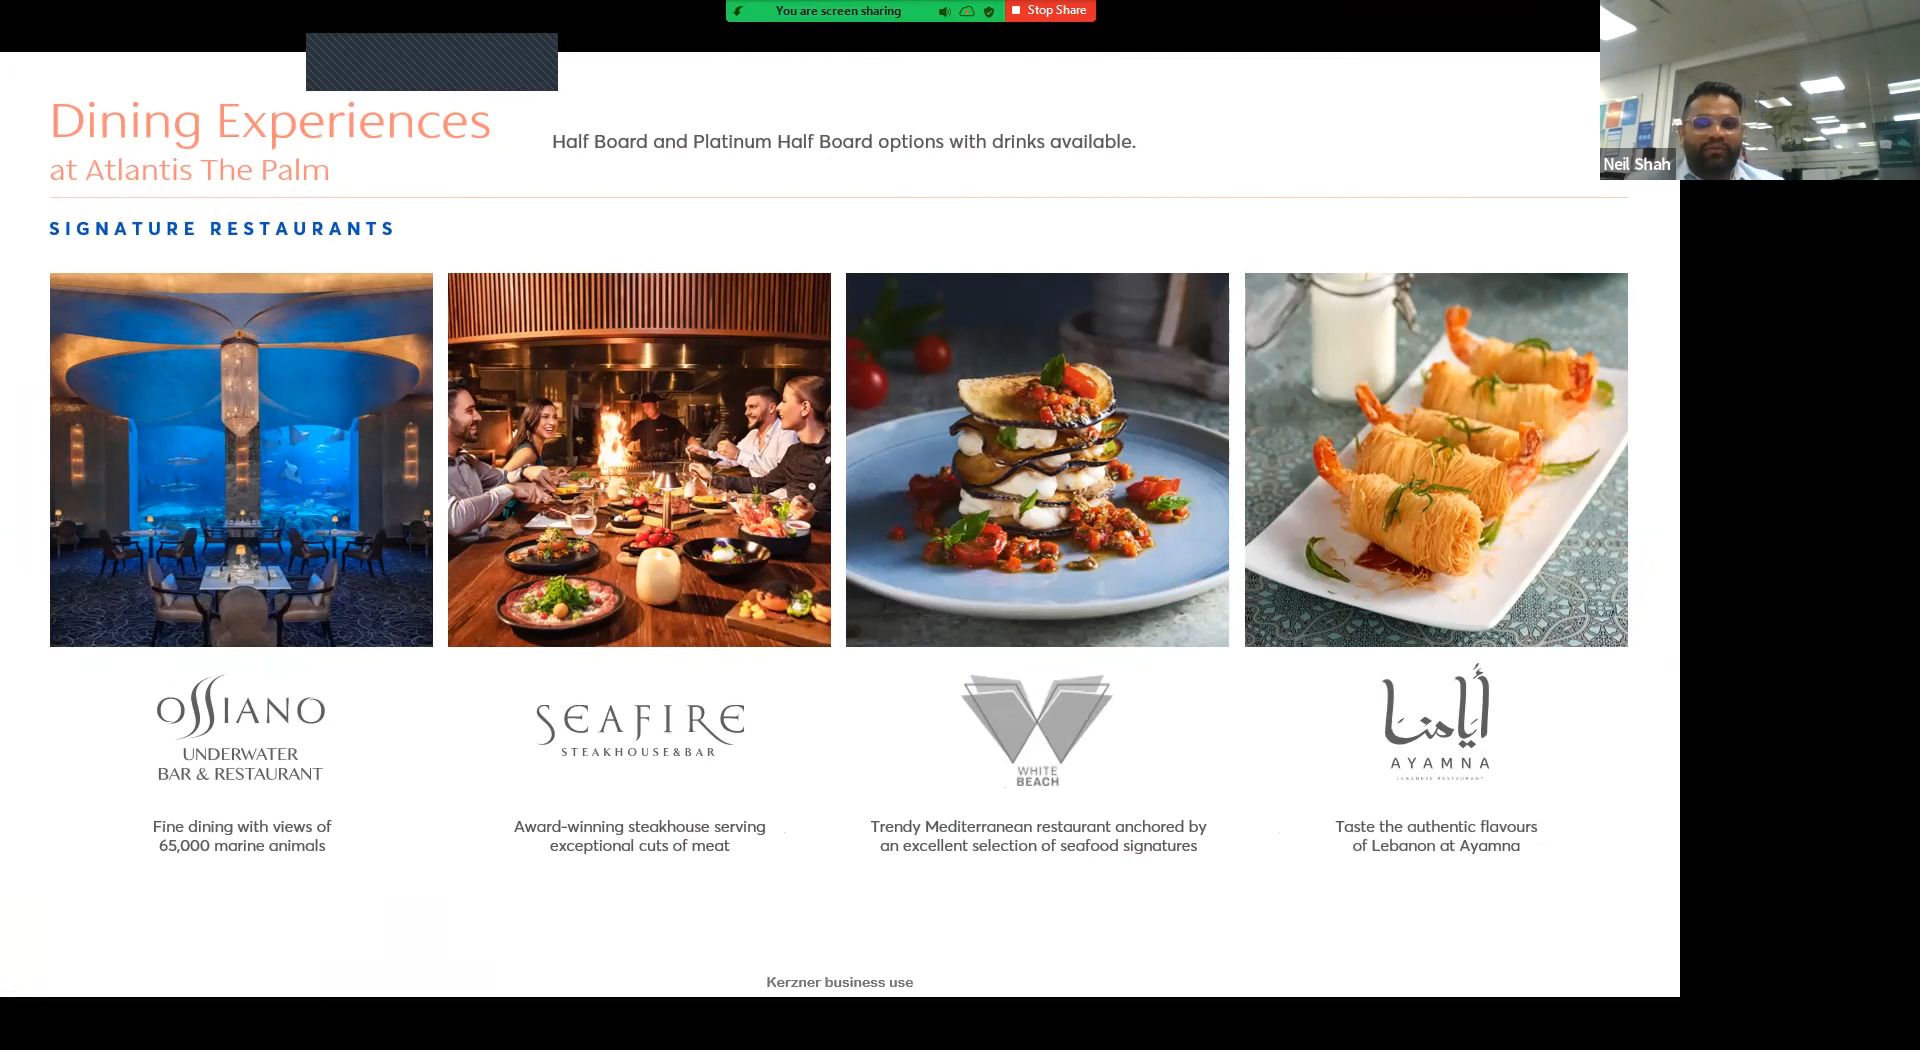 You are screen sharing
Stop Share
Neil Shah
Dining Experiences
at Atlantis The Palm
Half Board and Platinum Half Board options with drinks available.
SIGNATURE RESTAURANTS
OSSIANO
UNDERWATER
BAR & RESTAURANT
Fine dining with views of
65,000 marine animals
SEAFIRE
STEAKHOUSE&BAR
Award-winning steakhouse serving
exceptional cuts of meat
WHITE
BEACH
Trendy Mediterranean restaurant anchored by
an excellent selection of seafood signatures
أيامنا
AYAMNA
LEBANESE RESTAURANT
Taste the authentic flavours
of Lebanon at Ayamna
Kerzner business use